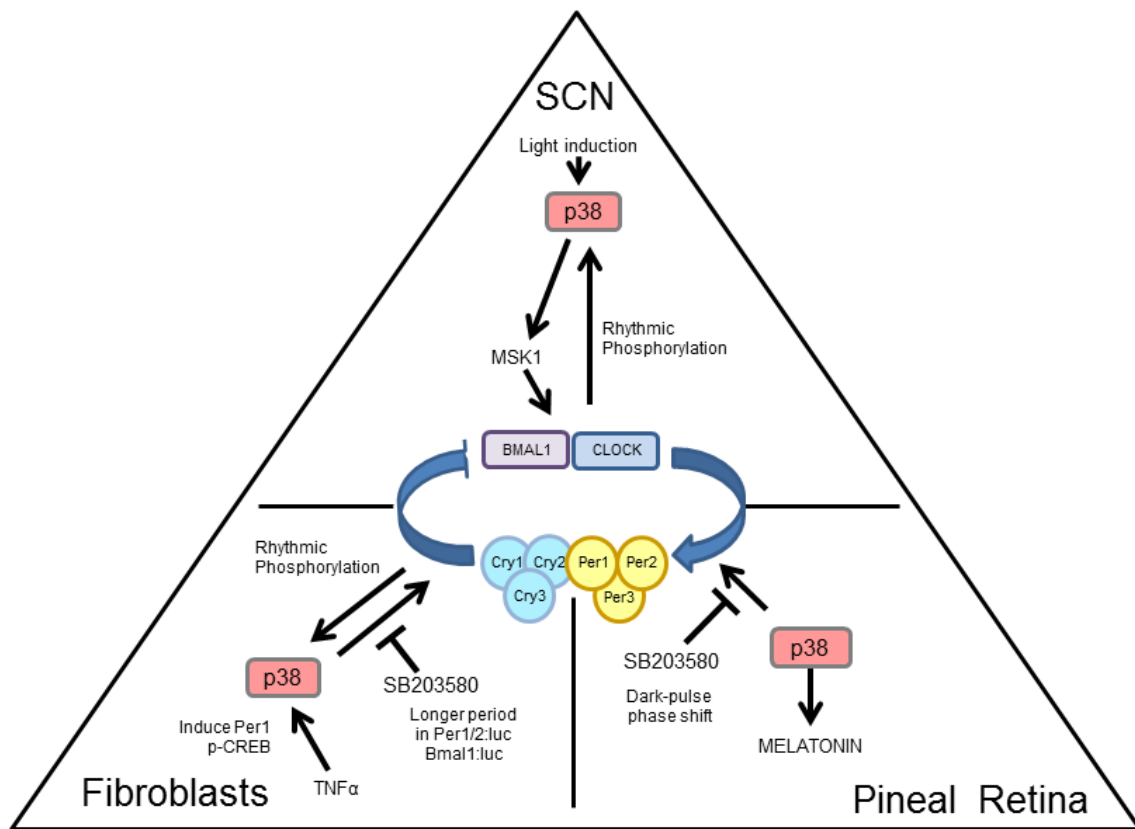 SCN
Light induction
p38
Rhythmic
Phosphorylation
MSK1
BMAL1
CLOCK
Rhythmic
Phosphorylation
Cry1
Cry2
Cry3
Per1
Per2
Per3
p38
SB203580
Longer period
in Per1/2:luc
Bmal1:luc
Induce Per1
p-CREB
TNFα
Fibroblasts
SB203580
Dark-pulse
phase shift
p38
MELATONIN
Pineal Retina